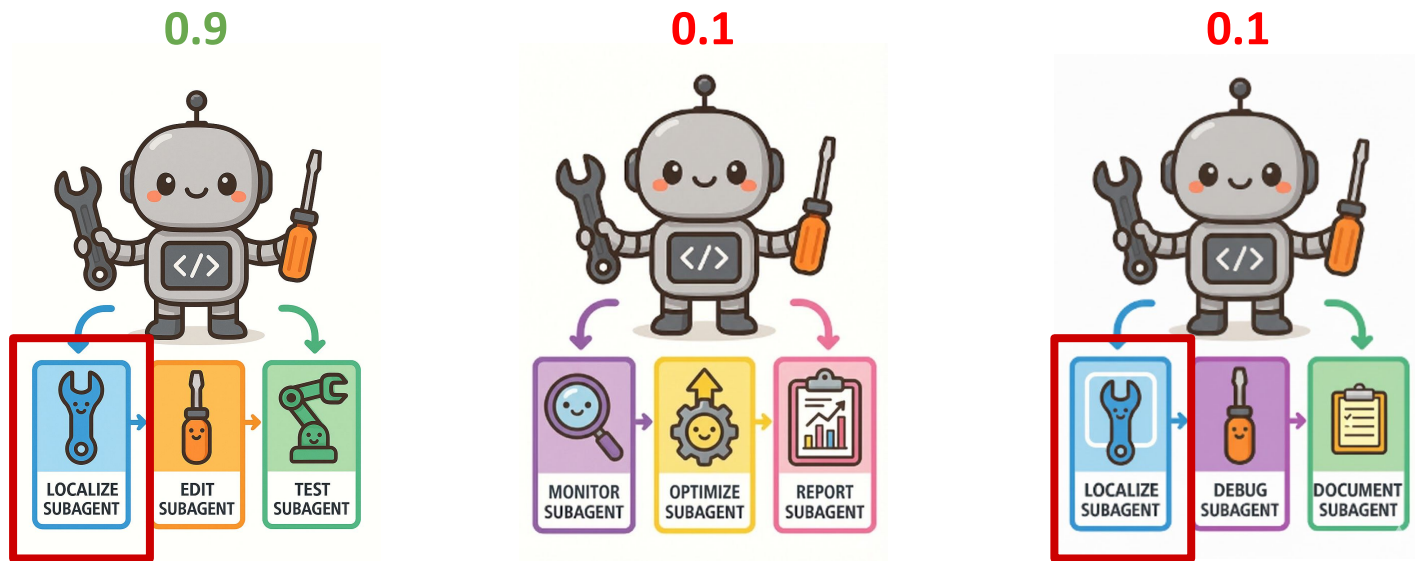 0.9
0.1
0.1
</>
</>
</>
LOCALIZE
SUBAGENT
EDIT
SUBAGENT
TEST
SUBAGENT
MONITOR
SUBAGENT
OPTIMIZE
SUBAGENT
REPORT
SUBAGENT
LOCALIZE
SUBAGENT
DEBUG
SUBAGENT
DOCUMENT
SUBAGENT